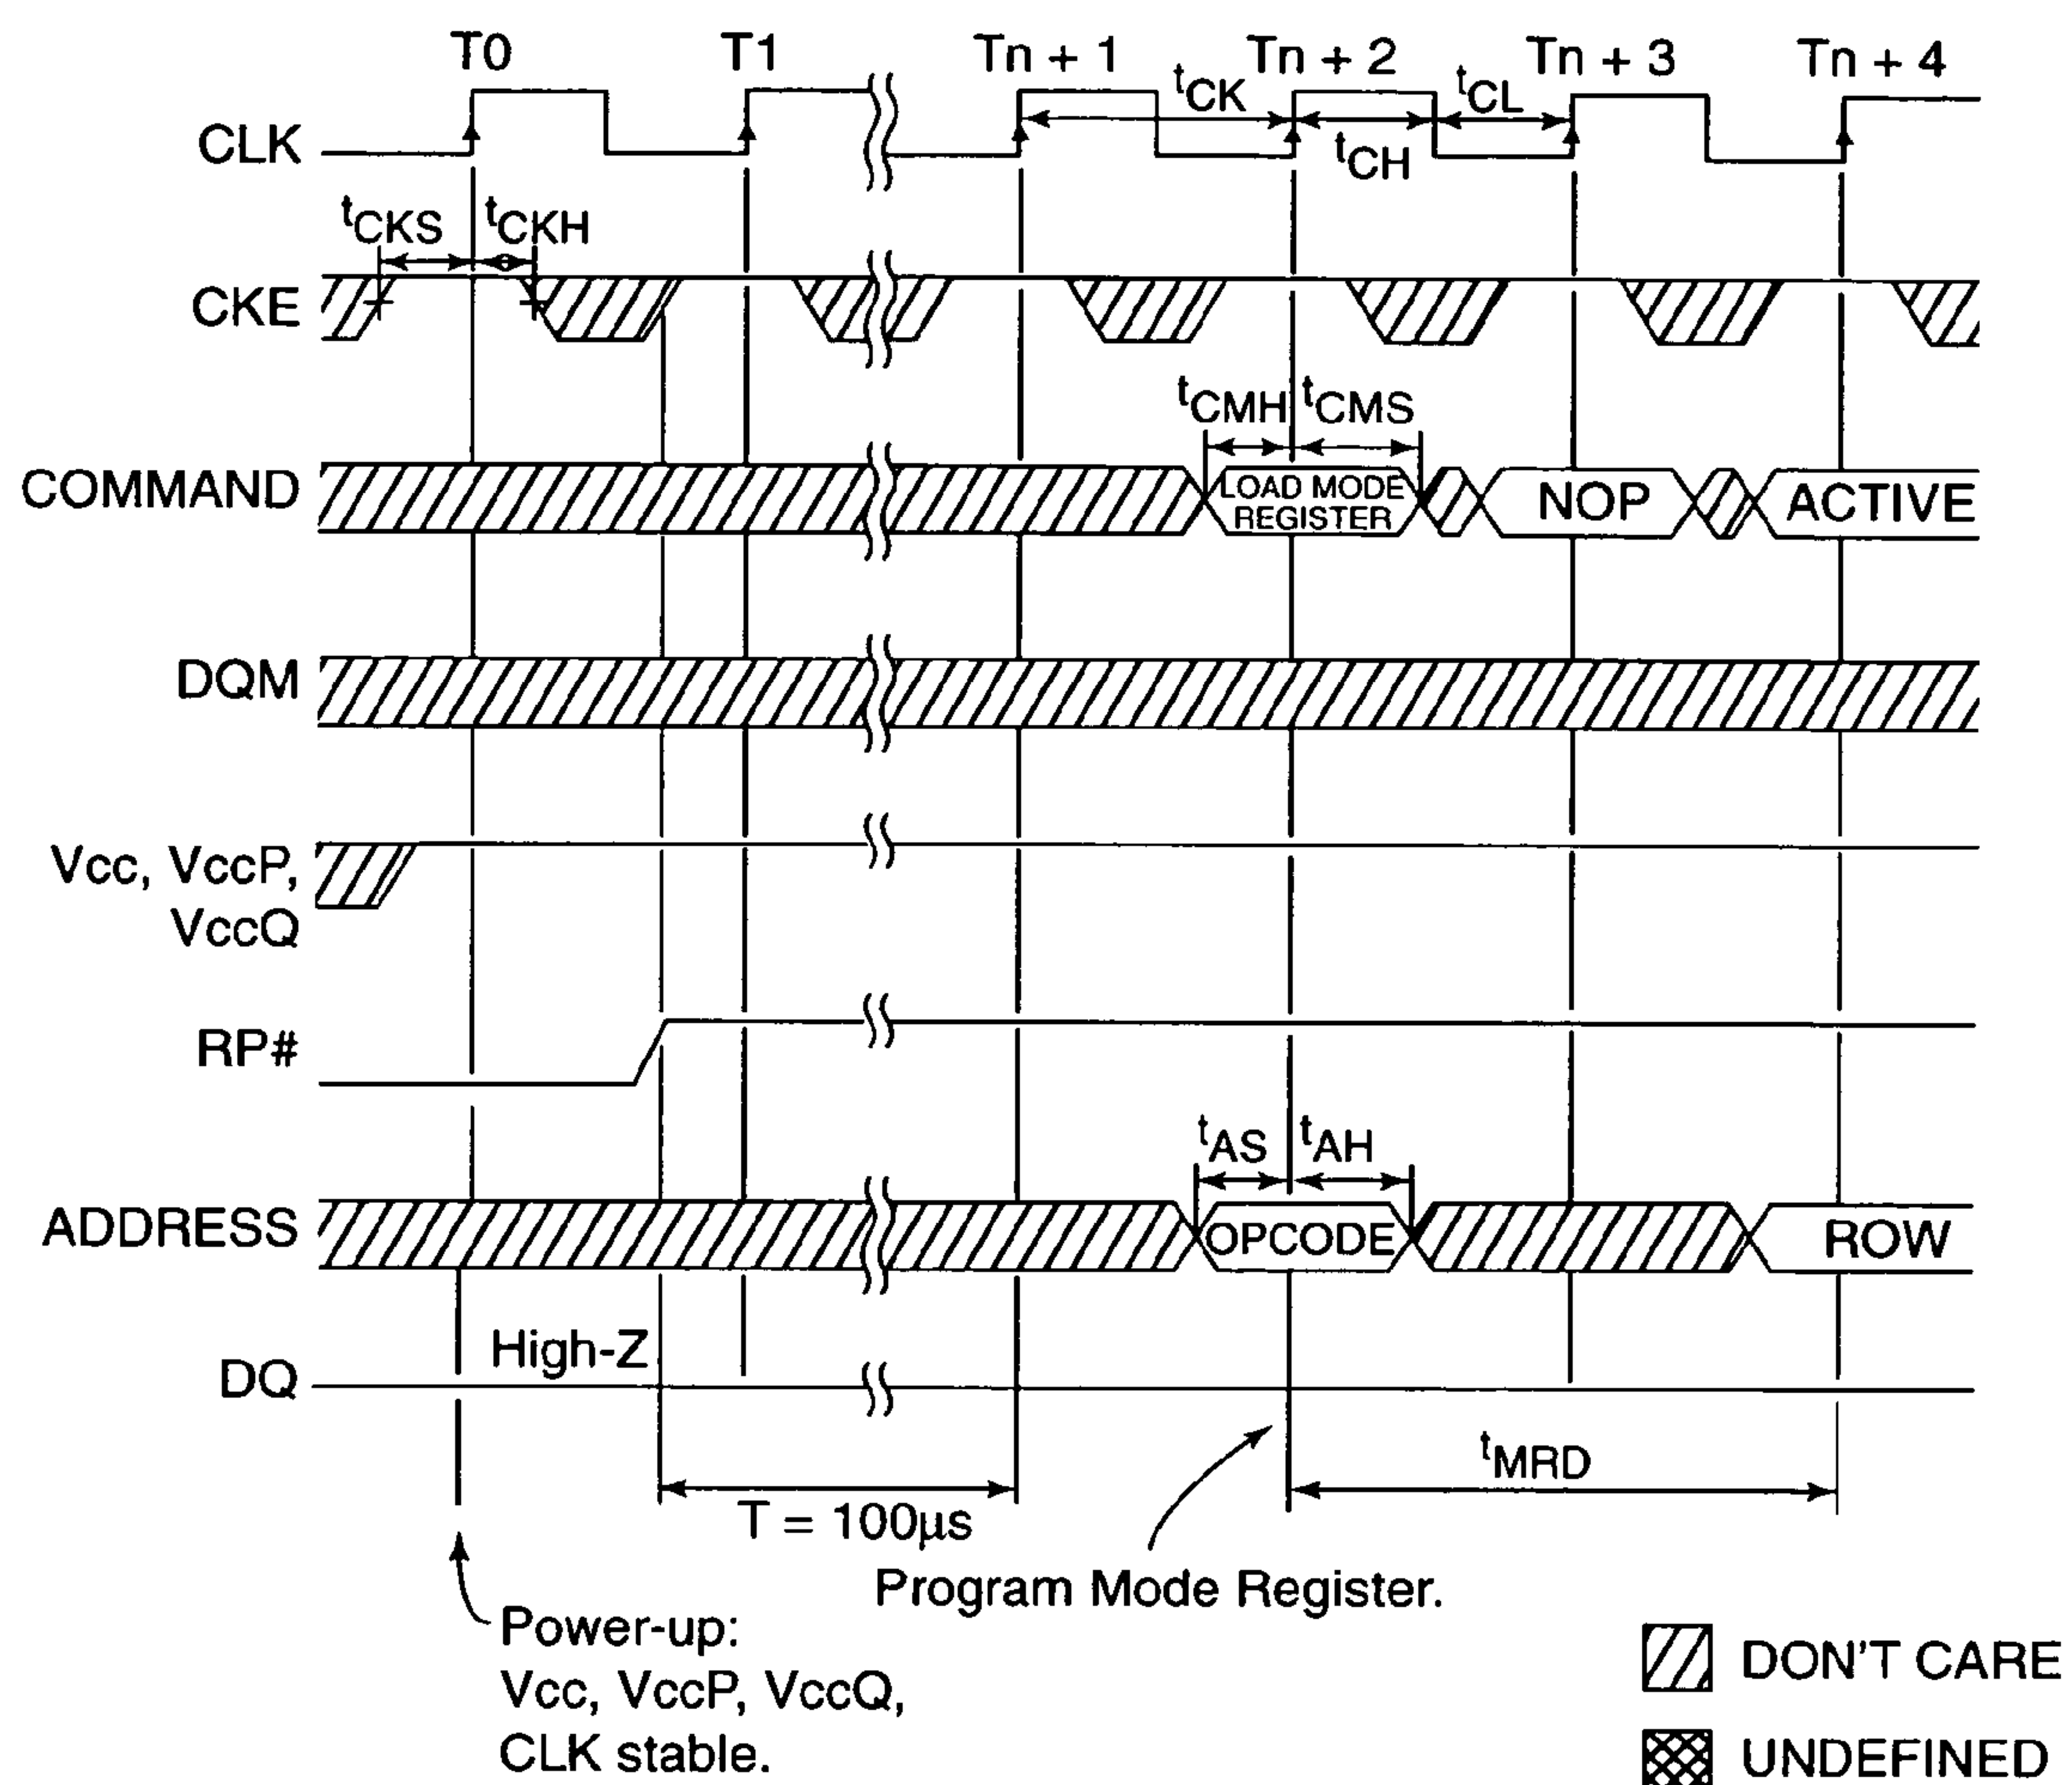 T0 T1 Tn + 1 Tn + 2 Tn + 3 Tn + 4
tCK tCL
CLK
tCH
tCKS tCKH
CKE
tCMH tCMS
COMMAND LOAD MODE REGISTER NOP ACTIVE
DQM
Vcc, VccP,
VccQ
RP#
tAS tAH
ADDRESS OPCODE ROW
High-Z
DQ
tMRD
T = 100µs
Program Mode Register.
Power-up:
Vcc, VccP, VccQ,
CLK stable.
DON'T CARE
UNDEFINED